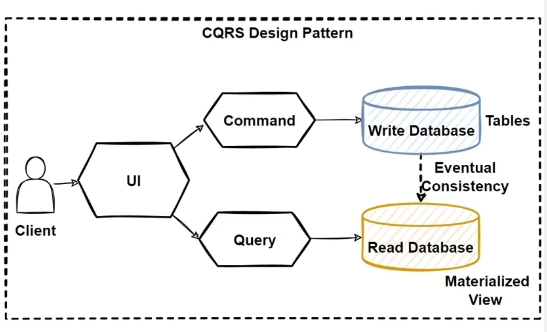 CQRS Design Pattern
Command
Write Database
Tables
UI
Eventual
Consistency
Client
Query
Read Database
Materialized
View